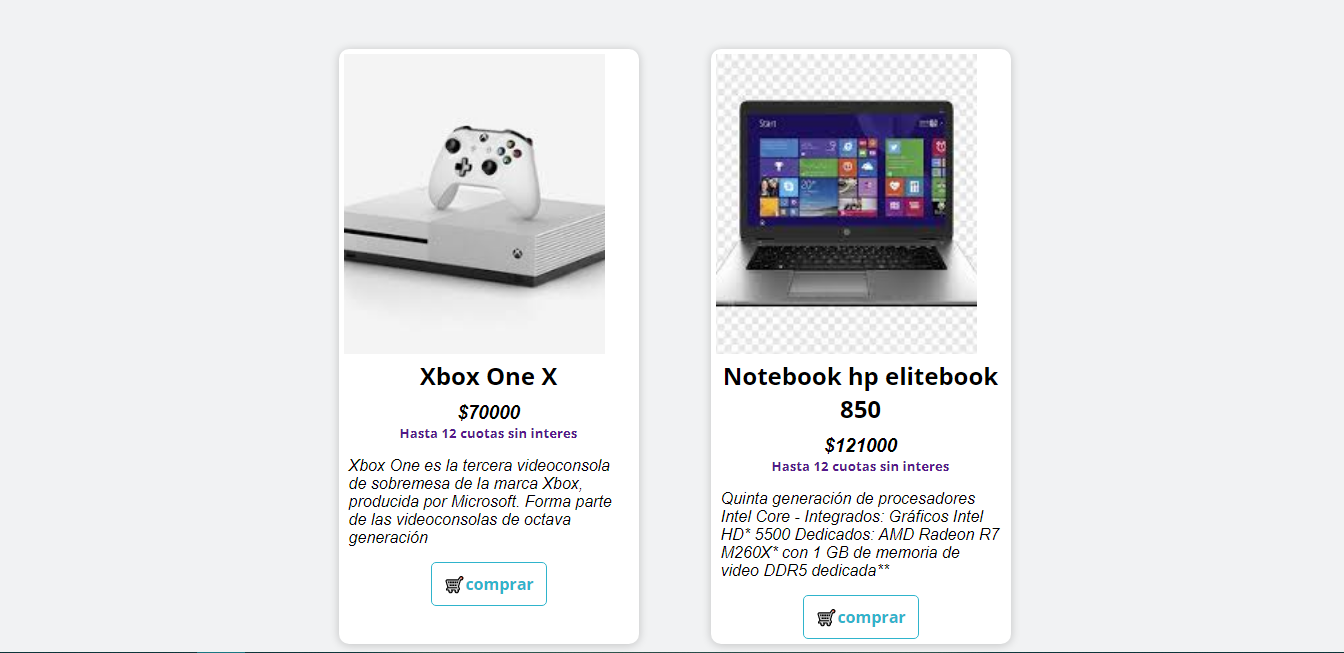 Start
Xbox One X
$70000
Hasta 12 cuotas sin interes
Xbox One es la tercera videoconsola
de sobremesa de la marca Xbox,
producida por Microsoft. Forma parte
de las videoconsolas de octava
generación
comprar
Notebook hp elitebook
850
$121000
Hasta 12 cuotas sin interes
Quinta generación de procesadores
Intel Core - Integrados: Gráficos Intel
HD* 5500 Dedicados: AMD Radeon R7
M260X* con 1 GB de memoria de
video DDR5 dedicada**
comprar